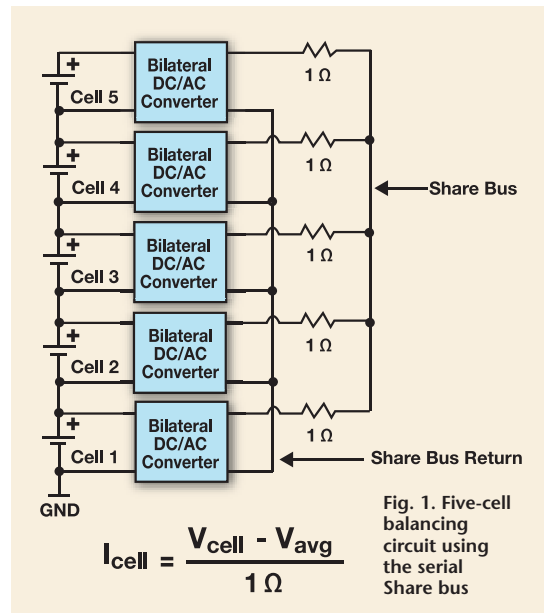 +
Bilateral
DC/AC
Converter
1 Ω
Cell 5
+
Bilateral
DC/AC
Converter
1 Ω
Cell 4
Share Bus
+
Bilateral
DC/AC
Converter
1 Ω
Cell 3
+
Bilateral
DC/AC
Converter
1 Ω
Cell 2
+
Bilateral
DC/AC
Converter
1 Ω
Cell 1
Share Bus Return
GND
Icell = Vcell - Vavg
1 Ω
Fig. 1. Five-cell
balancing
circuit using
the serial
Share bus